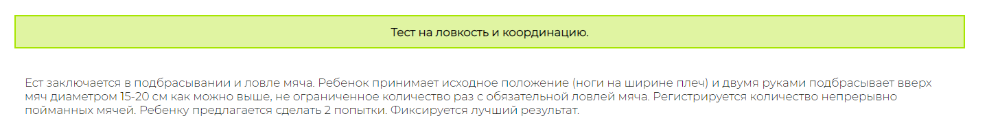 Тест на ловкость и координацию.
Ест заключается в подбрасывании и ловле мяча. Ребенок принимает исходное положение (ноги на ширине плеч) и двумя руками подбрасывает вверх
мяч диаметром 15-20 см как можно выше, не ограниченное количество раз с обязательной ловлей мяча. Регистрируется количество непрерывно
пойманных мячей. Ребенку предлагается сделать 2 попытки. Фиксируется лучший результат.